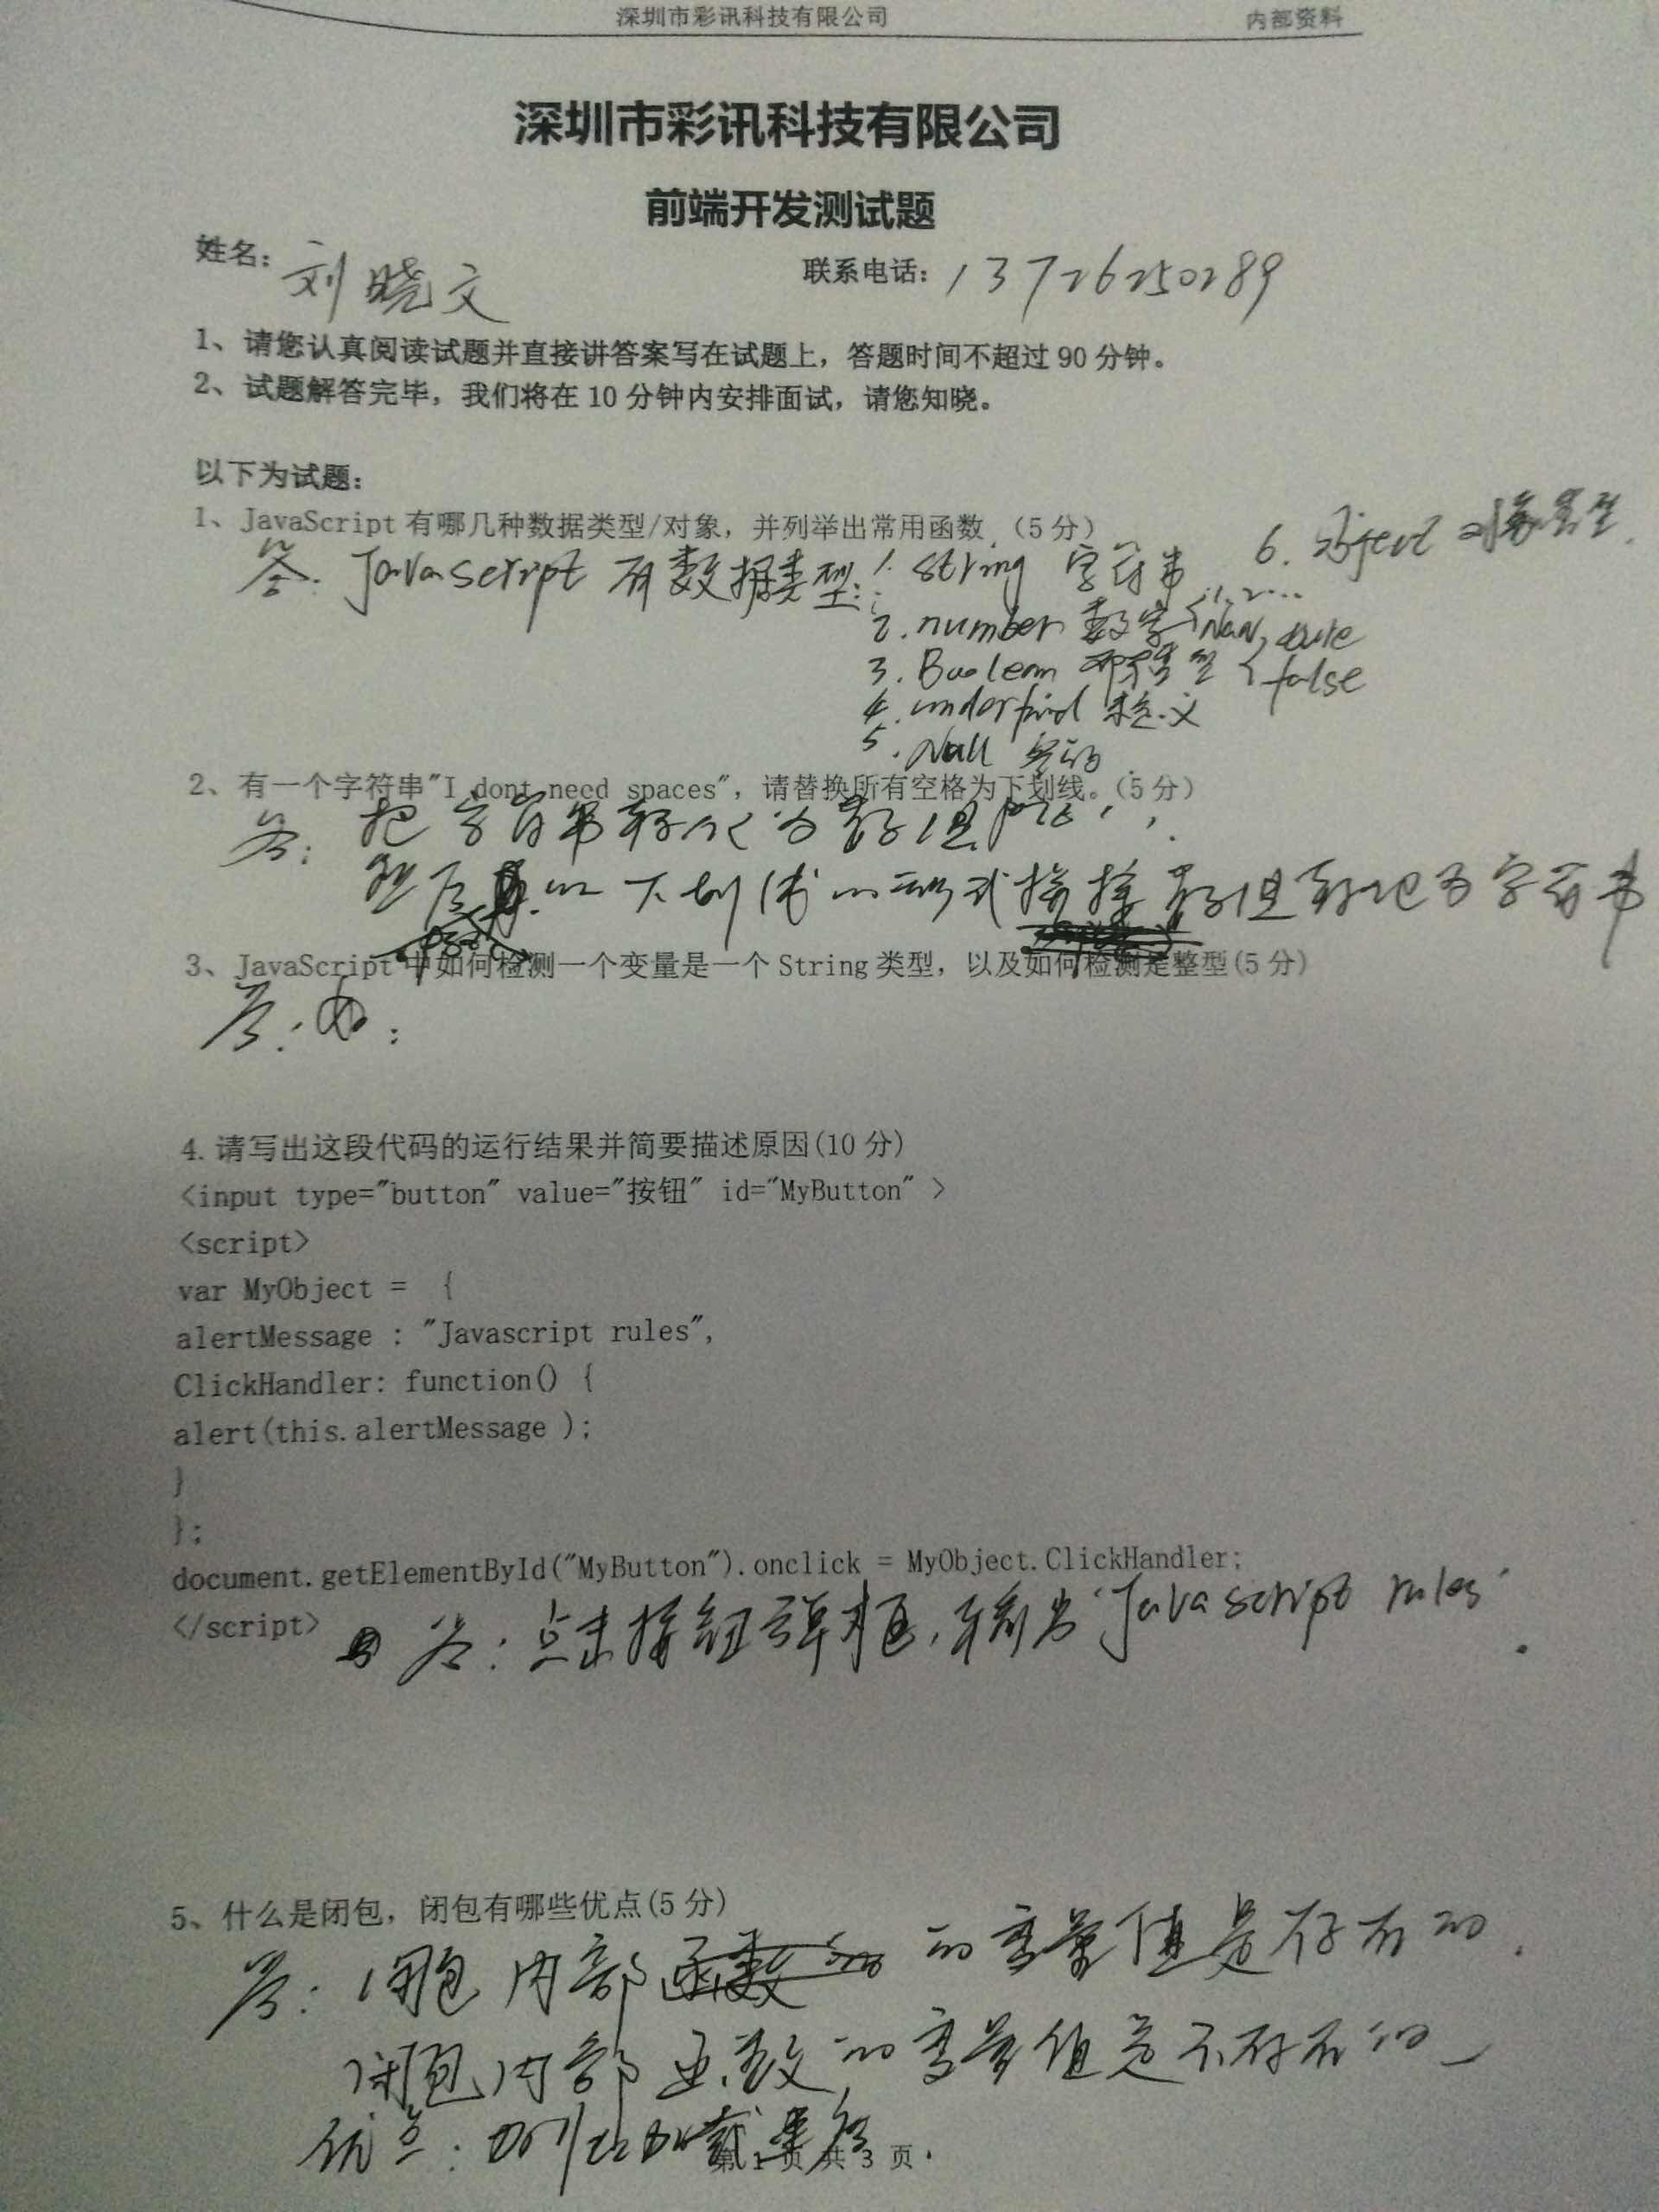 深圳市彩讯科技有限公司 内部资料
深圳市彩讯科技有限公司
前端开发测试题
姓名：刘晓文 联系电话：13726250289
1、请您认真阅读试题并直接讲答案写在试题上，答题时间不超过 90 分钟。
2、试题解答完毕，我们将在 10 分钟内安排面试，请您知晓。
以下为试题：
1、JavaScript 有哪几种数据类型/对象，并列举出常用函数.（5 分）
答：Javascript 有数据类型：1. string 字符串
6. object 对象类型.
2. number 数字 {1.2... NaN,
3. Boolean 布尔类型 { true false
4. underfind 未定义
5. Null 空的
2、有一个字符串"I dont need spaces"，请替换所有空格为下划线。（5 分）
答：把字符串转化为数组
然后再以下划线的形式拼接数组转化为字符串
3、JavaScript 中如何检测一个变量是一个 String 类型，以及如何检测是整型(5 分)
答：
4. 请写出这段代码的运行结果并简要描述原因(10 分)
<input type="button" value="按钮" id="MyButton" >
<script>
var MyObject = {
alertMessage : "Javascript rules",
ClickHandler: function() {
alert(this.alertMessage );
}
};
document.getElementById("MyButton").onclick = MyObject.ClickHandler;
</script>
答：点击按钮弹框，输出'Javascript rules'.
5、什么是闭包，闭包有哪些优点(5 分)
答：闭包内部的变量值是存在的.
闭包内部函数的变量值是不存在的
优点：
第 1 页 共 3 页